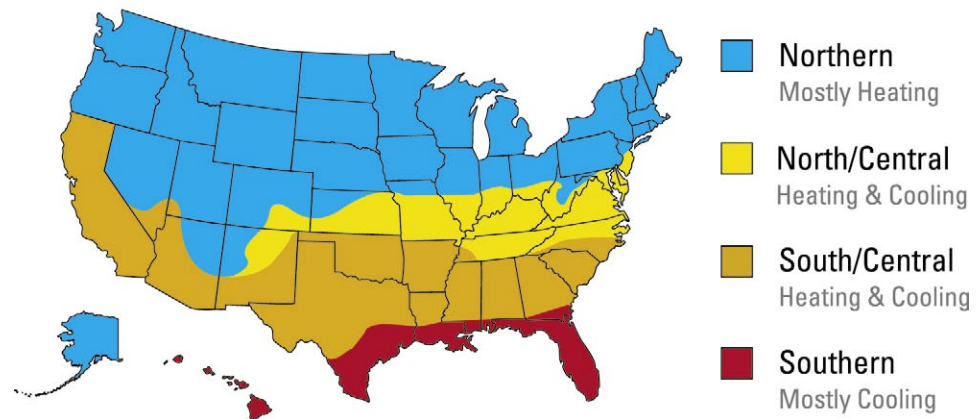 Northern
Mostly Heating
North/Central
Heating & Cooling
South/Central
Heating & Cooling
Southern
Mostly Cooling